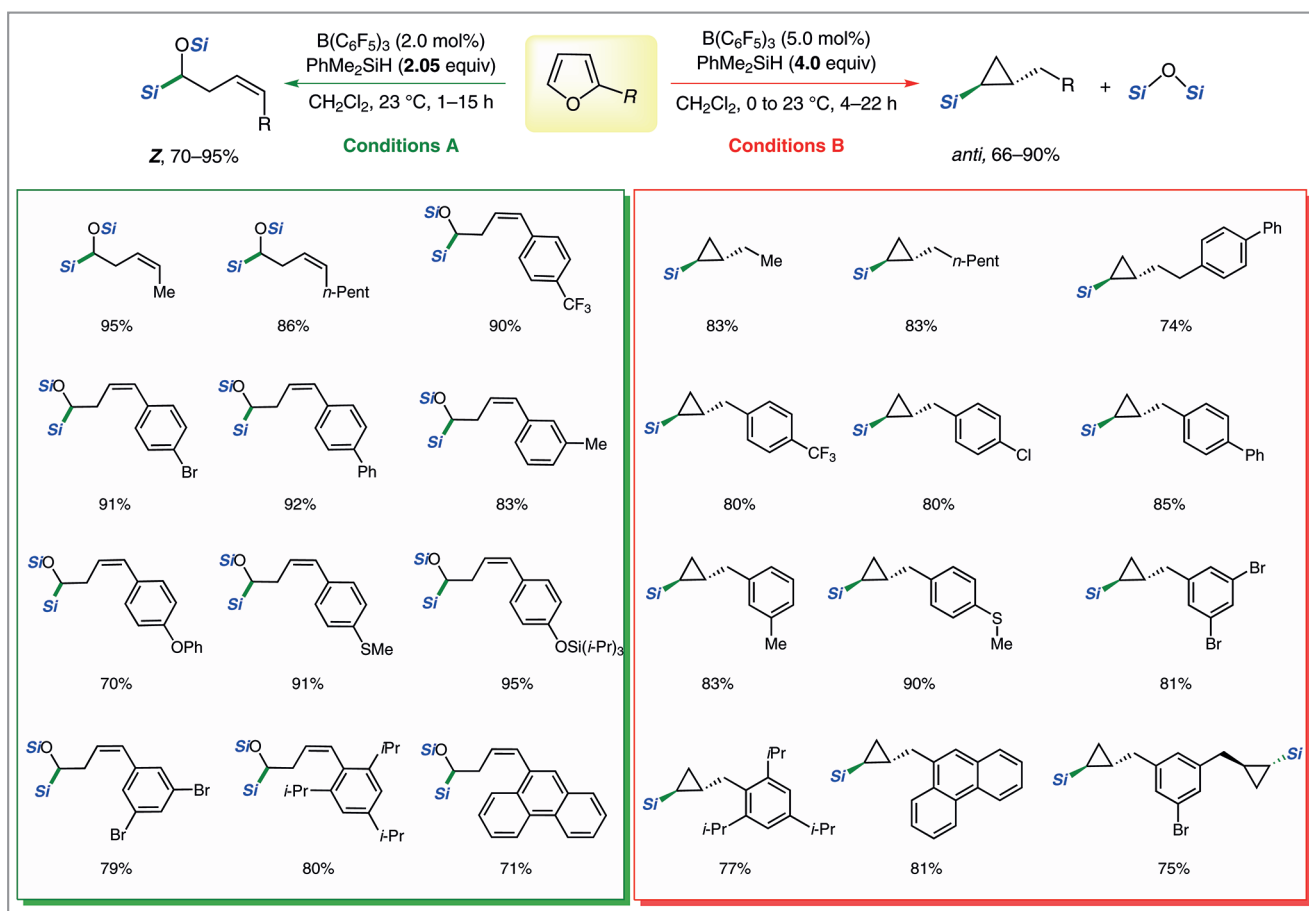 OSi
Si
R
Z, 70–95%
B(C6F5)3 (2.0 mol%)
PhMe2SiH (2.05 equiv)
CH2Cl2, 23 °C, 1–15 h
Conditions A
O
R
B(C6F5)3 (5.0 mol%)
PhMe2SiH (4.0 equiv)
CH2Cl2, 0 to 23 °C, 4–22 h
Conditions B
Si
R
+
Si O Si
anti, 66–90%
OSi
Si
Me
95%
OSi
Si
n-Pent
86%
SiO
Si
CF3
90%
SiO
Si
Br
91%
SiO
Si
Ph
92%
SiO
Si
Me
83%
SiO
Si
OPh
70%
SiO
Si
SMe
91%
SiO
Si
OSi(i-Pr)3
95%
SiO
Si
Br
Br
79%
SiO
Si
iPr
i-Pr
i-Pr
80%
SiO
Si
71%
Si
Me
83%
Si
n-Pent
83%
Si
Ph
74%
Si
CF3
80%
Si
Cl
80%
Si
Ph
85%
Si
Me
83%
Si
S
Me
90%
Si
Br
Br
81%
Si
iPr
i-Pr
i-Pr
77%
Si
81%
Si
Si
Br
75%